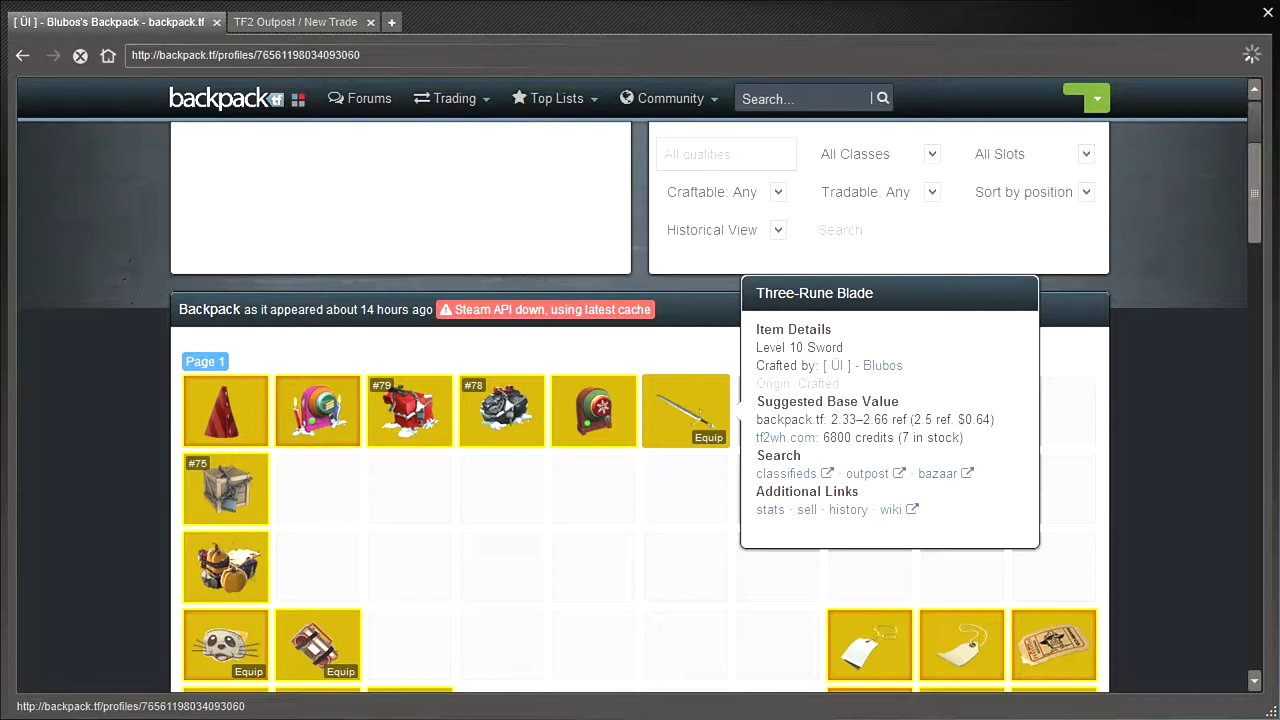 [ ÜI ] - Blubos's Backpack - backpack.tf
TF2 Outpost / New Trade
http://backpack.tf/profiles/76561198034093060
backpack tf
Forums
Trading
Top Lists
Community
Search...
All qualities
All Classes
All Slots
Craftable: Any
Tradable: Any
Sort by position
Historical View
Search
Backpack as it appeared about 14 hours ago
Steam API down, using latest cache
Page 1
#79
#78
Equip
#75
Equip
Equip
Three-Rune Blade
Item Details
Level 10 Sword
Crafted by: [ ÜI ] - Blubos
Origin: Crafted
Suggested Base Value
backpack.tf: 2.33–2.66 ref (2.5 ref. $0.64)
tf2wh.com: 6800 credits (7 in stock)
Search
classifieds · outpost · bazaar
Additional Links
stats · sell · history · wiki
http://backpack.tf/profiles/76561198034093060